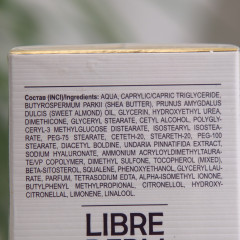 Состав (INCI)/Ingredients: AQUA, CAPRYLIC/CAPRIC TRIGLYCERIDE,
BUTYROSPERMUM PARKII (SHEA BUTTER), PRUNUS AMYGDALUS
DULCIS (SWEET ALMOND) OIL, GLYCERIN, HYDROXYETHYL UREA,
DIMETHICONE, GLYCERYL STEARATE, CETYL ALCOHOL, POLYGLY-
CERYL-3 METHYLGLUCOSE DISTEARATE, ISOSTEARYL ISOSTEA-
RATE, PEG-75 STEARATE, CETETH-20, STEARETH-20, PEG-100
STEARATE, DIACETYL BOLDINE, UNDARIA PINNATIFIDA EXTRACT,
SODIUM HYALURONATE, AMMONIUM ACRYLOYLDIMETHYLTAURA-
TE/VP COPOLYMER, DIMETHYL SULFONE, TOCOPHEROL (MIXED),
BETA-SITOSTEROL, SQUALENE, PHENOXYETHANOL, GLYCERYL LAU-
RATE, PARFUM, TETRASODIUM EDTA, ALPHA-ISOMETHYL IONONE,
BUTYLPHENYL METHYLPROPIONAL, CITRONELLOL, HYDROXY-
CITRONELLAL, LIMONENE, LINALOOL.
LIBRE